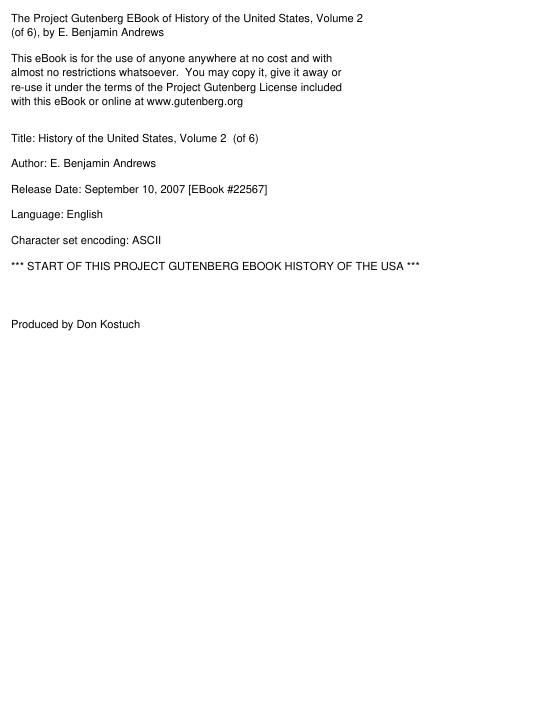 The Project Gutenberg EBook of History of the United States, Volume 2
(of 6), by E. Benjamin Andrews
This eBook is for the use of anyone anywhere at no cost and with
almost no restrictions whatsoever.  You may copy it, give it away or
re-use it under the terms of the Project Gutenberg License included
with this eBook or online at www.gutenberg.org
Title: History of the United States, Volume 2  (of 6)
Author: E. Benjamin Andrews
Release Date: September 10, 2007 [EBook #22567]
Language: English
Character set encoding: ASCII
*** START OF THIS PROJECT GUTENBERG EBOOK HISTORY OF THE USA ***
Produced by Don Kostuch